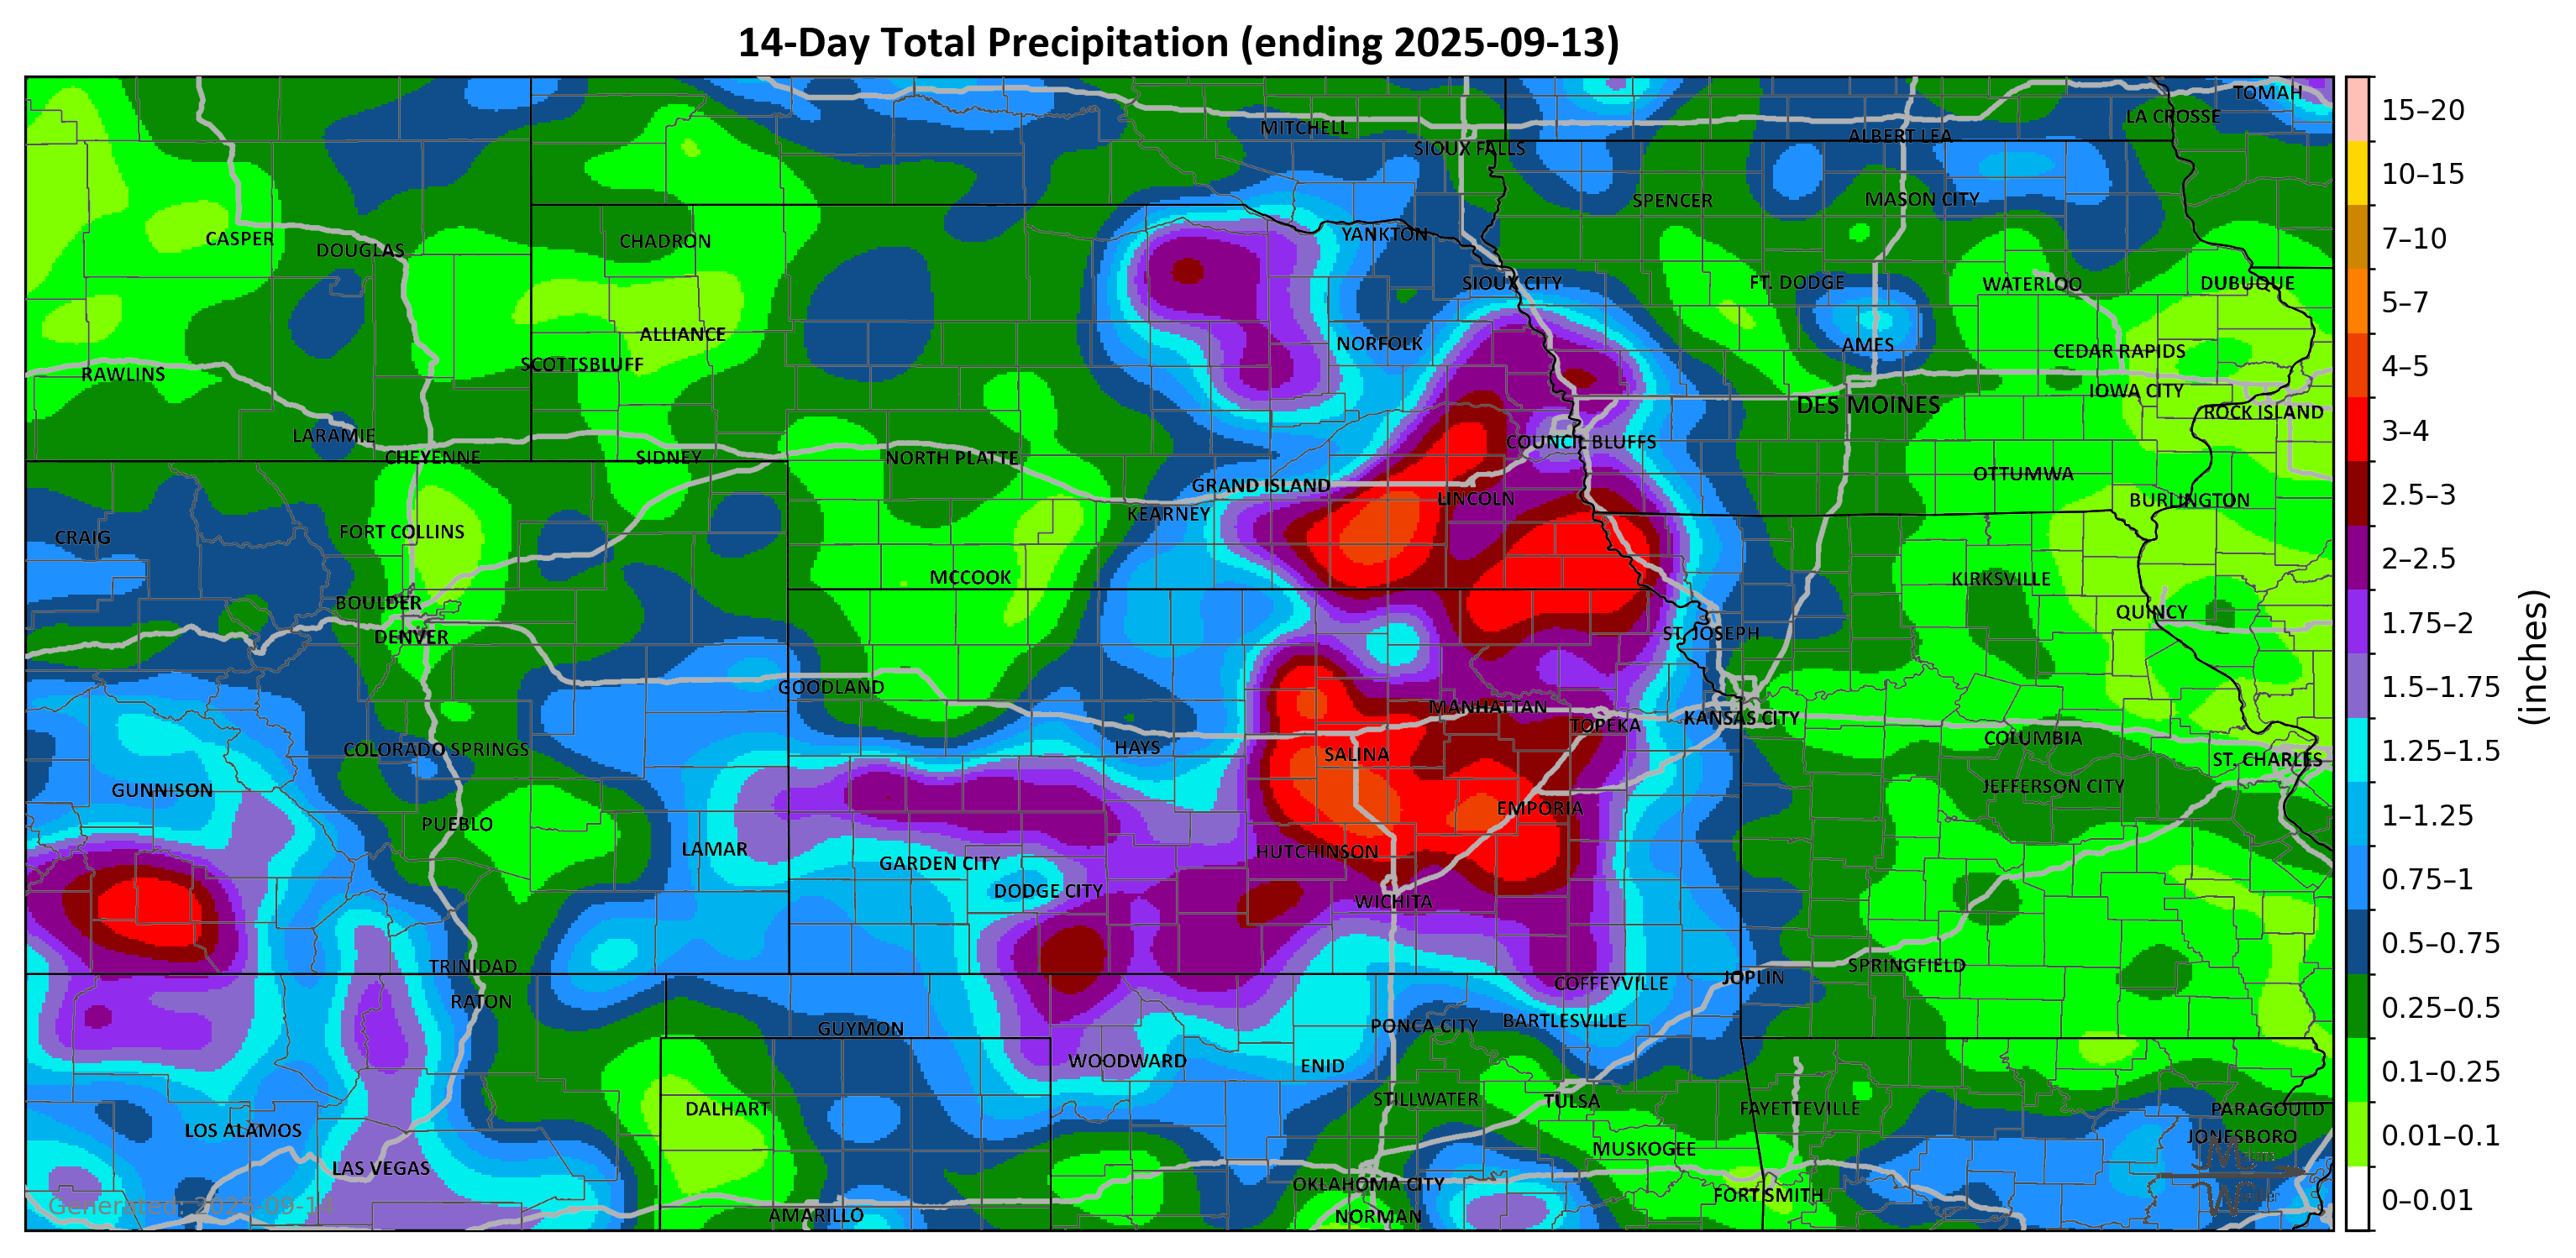 14-Day Total Precipitation (ending 2025-09-13)
TOMAH
LA CROSSE
MITCHELL
ALBERT LEA
SIOUX FALLS
SPENCER
MASON CITY
CASPER
DOUGLAS
CHADRON
YANKTON
SIOUX CITY
FT. DODGE
WATERLOO
DUBUQUE
ALLIANCE
NORFOLK
AMES
CEDAR RAPIDS
SCOTTSBLUFF
RAWLINS
IOWA CITY
DES MOINES
ROCK ISLAND
LARAMIE
COUNCIL BLUFFS
CHEYENNE
SIDNEY
NORTH PLATTE
OTTUMWA
GRAND ISLAND
LINCOLN
BURLINGTON
KEARNEY
CRAIG
FORT COLLINS
MCCOOK
KIRKSVILLE
BOULDER
QUINCY
DENVER
ST. JOSEPH
GOODLAND
MANHATTAN
TOPEKA
KANSAS CITY
COLUMBIA
COLORADO SPRINGS
HAYS
SALINA
ST. CHARLES
GUNNISON
JEFFERSON CITY
EMPORIA
PUEBLO
LAMAR
HUTCHINSON
GARDEN CITY
DODGE CITY
WICHITA
TRINIDAD
SPRINGFIELD
JOPLIN
COFFEYVILLE
RATON
GUYMON
PONCA CITY
BARTLESVILLE
WOODWARD
ENID
STILLWATER
TULSA
DALHART
FAYETTEVILLE
PARAGOULD
LOS ALAMOS
JONESBORO
MUSKOGEE
LAS VEGAS
OKLAHOMA CITY
FORT SMITH
AMARILLO
NORMAN
Generated: 2025-09-14
15–20
10–15
7–10
5–7
4–5
3–4
2.5–3
2–2.5
1.75–2
1.5–1.75
1.25–1.5
1–1.25
0.75–1
0.5–0.75
0.25–0.5
0.1–0.25
0.01–0.1
0–0.01
(inches)